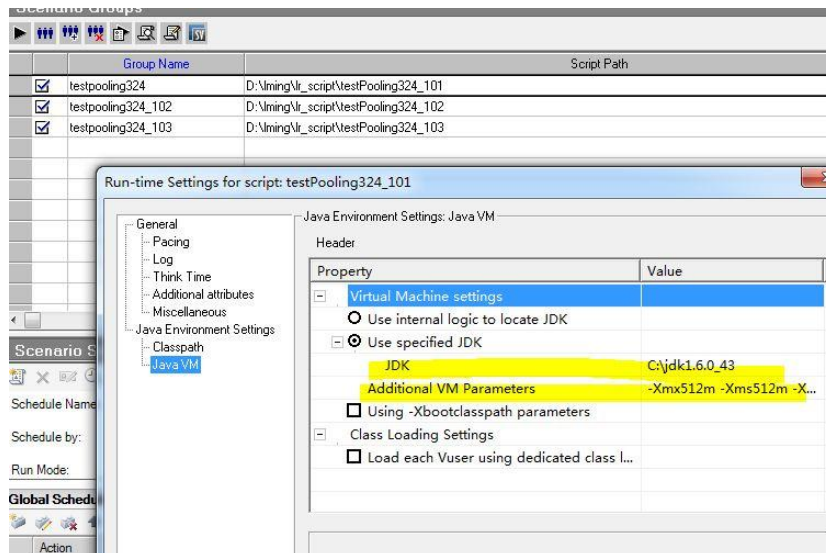 Scenario Groups
Group Name Script Path
testpooling324 D:\lming\lr_script\testPooling324_101
testpooling324_102 D:\lming\lr_script\testPooling324_102
testpooling324_103 D:\lming\lr_script\testPooling324_103
Run-time Settings for script: testPooling324_101
General
Pacing
Log
Think Time
Additional attributes
Miscellaneous
Java Environment Settings
Classpath
Java VM
Java Environment Settings: Java VM
Header
Property Value
Virtual Machine settings
Use internal logic to locate JDK
Use specified JDK
JDK C:\jdk1.6.0_43
Additional VM Parameters -Xmx512m -Xms512m -X...
Using -Xbootclasspath parameters
Class Loading Settings
Load each Vuser using dedicated class l...
Scenario S
Schedule Name
Schedule by:
Run Mode:
Global Schedu
Action